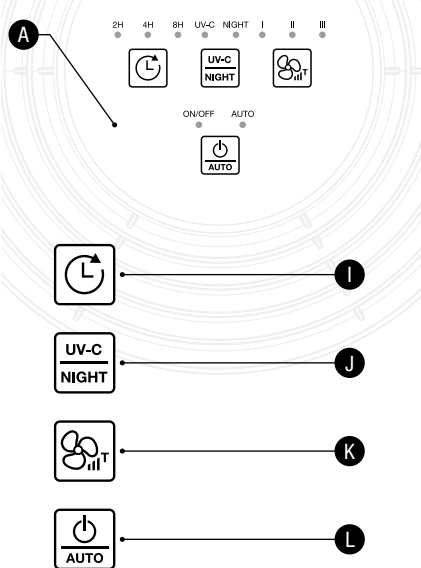 2H 4H 8H UV-C NIGHT I II III
A
UV-C
NIGHT
T
ON/OFF AUTO
AUTO
I
UV-C
NIGHT
J
T
K
AUTO
L